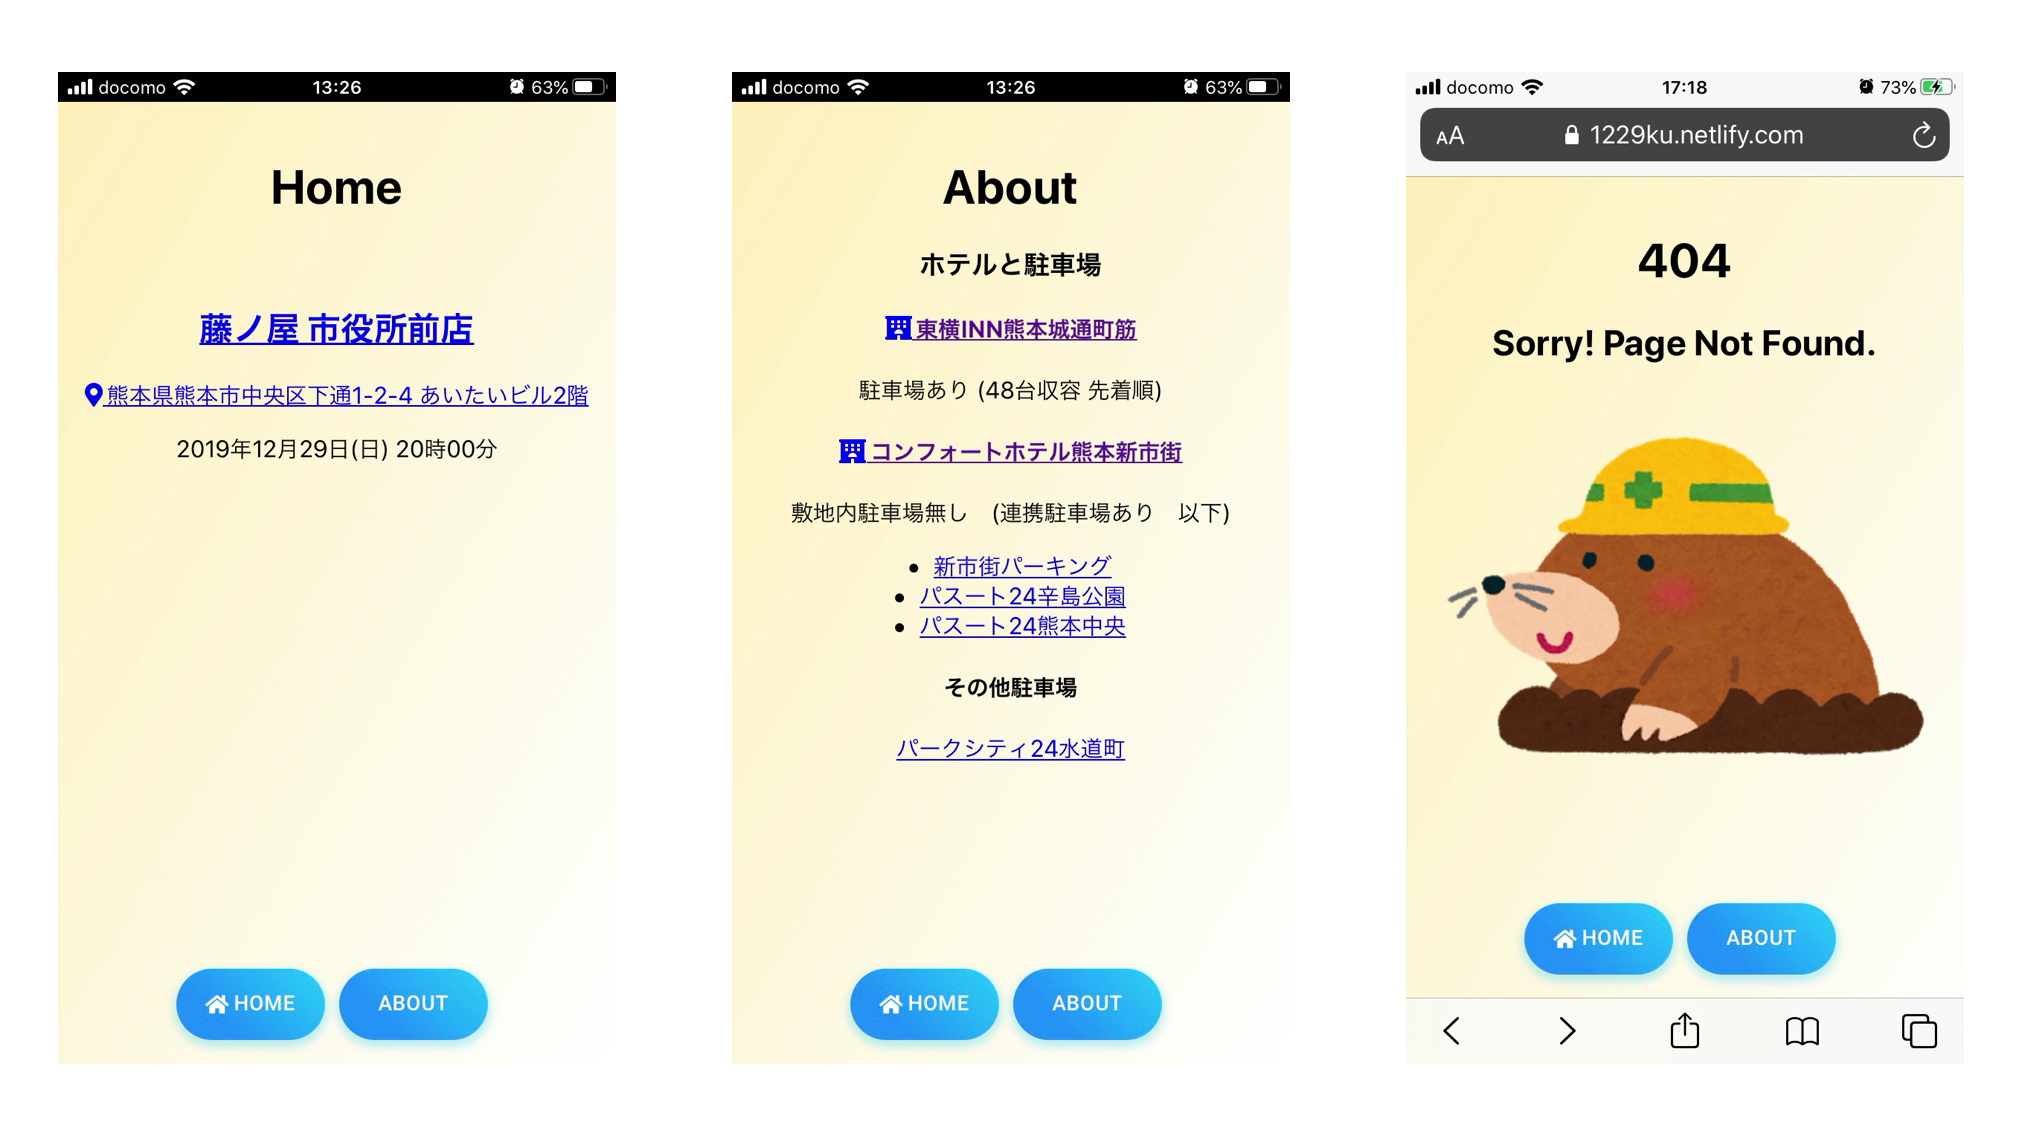 docomo 13:26 63%
Home
藤ノ屋 市役所前店
熊本県熊本市中央区下通1-2-4 あいたいビル2階
2019年12月29日(日) 20時00分
HOME ABOUT
docomo 13:26 63%
About
ホテルと駐車場
東横INN熊本城通町筋
駐車場あり (48台収容 先着順)
コンフォートホテル熊本新市街
敷地内駐車場無し　(連携駐車場あり　以下)
新市街パーキング
パスート24辛島公園
パスート24熊本中央
その他駐車場
パークシティ24水道町
HOME ABOUT
docomo 17:18 73%
AA 1229ku.netlify.com
404
Sorry! Page Not Found.
HOME ABOUT